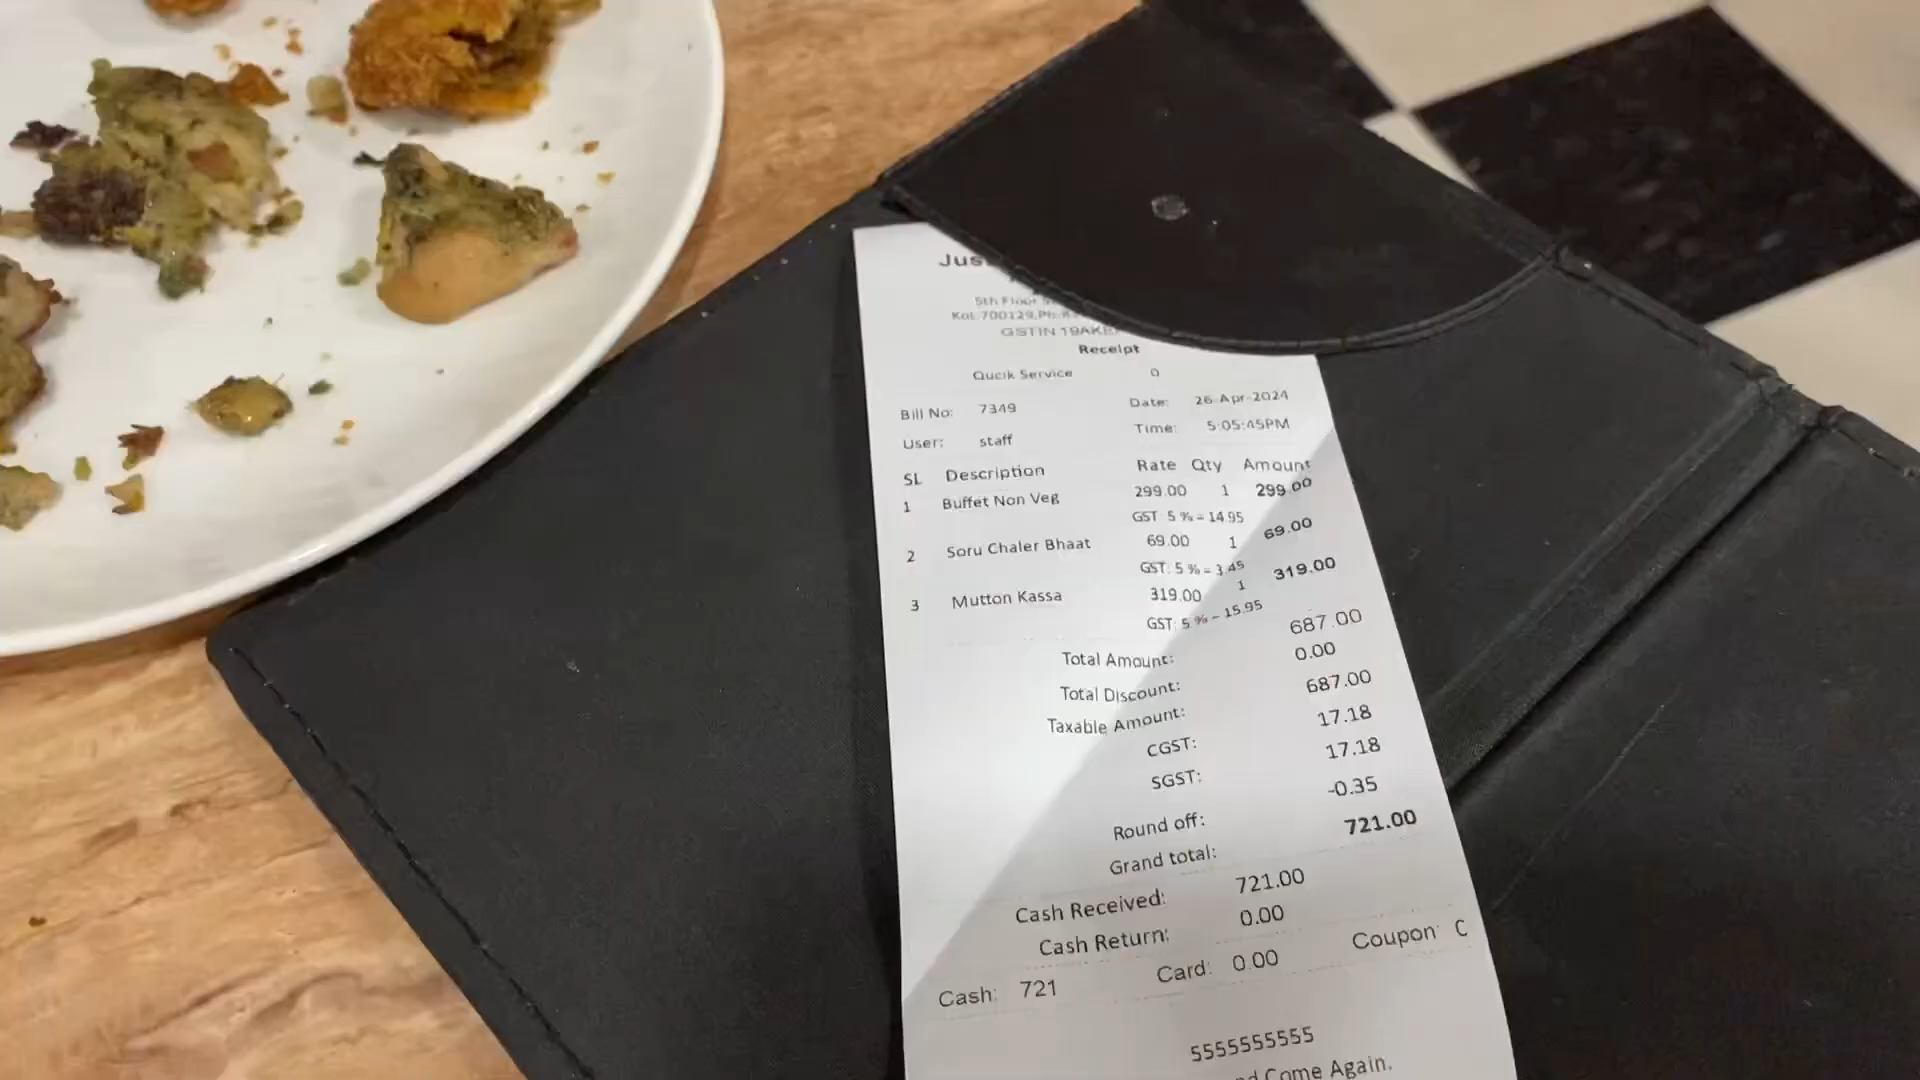 5th Floor
Kol: 700129,Ph:
GSTIN 19AKE
Receipt
Qucik Service 0
Bill No: 7349 Date: 26-Apr-2024
User: staff Time: 5:05:45PM
SL Description Rate Qty Amount
1 Buffet Non Veg 299.00 1 299.00
GST: 5 % = 14.95
2 Soru Chaler Bhaat 69.00 1 69.00
GST: 5 % = 3.45
3 Mutton Kassa 319.00 1 319.00
GST: 5 % = 15.95
Total Amount: 687.00
Total Discount: 0.00
Taxable Amount: 687.00
CGST: 17.18
SGST: 17.18
Round off: -0.35
Grand total: 721.00
Cash Received: 721.00
Cash Return: 0.00
Cash: 721 Card: 0.00 Coupon
5555555555
Come Again.